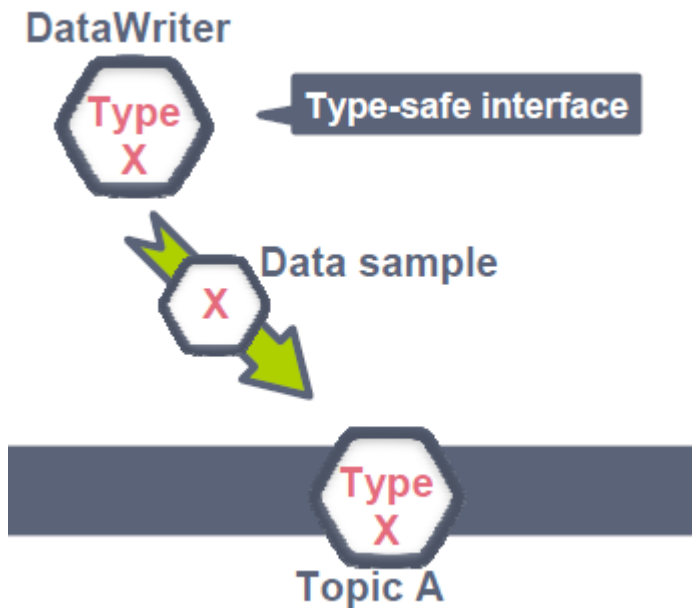 DataWriter
Type
X
Type-safe interface
Data sample
X
Type
X
Topic A